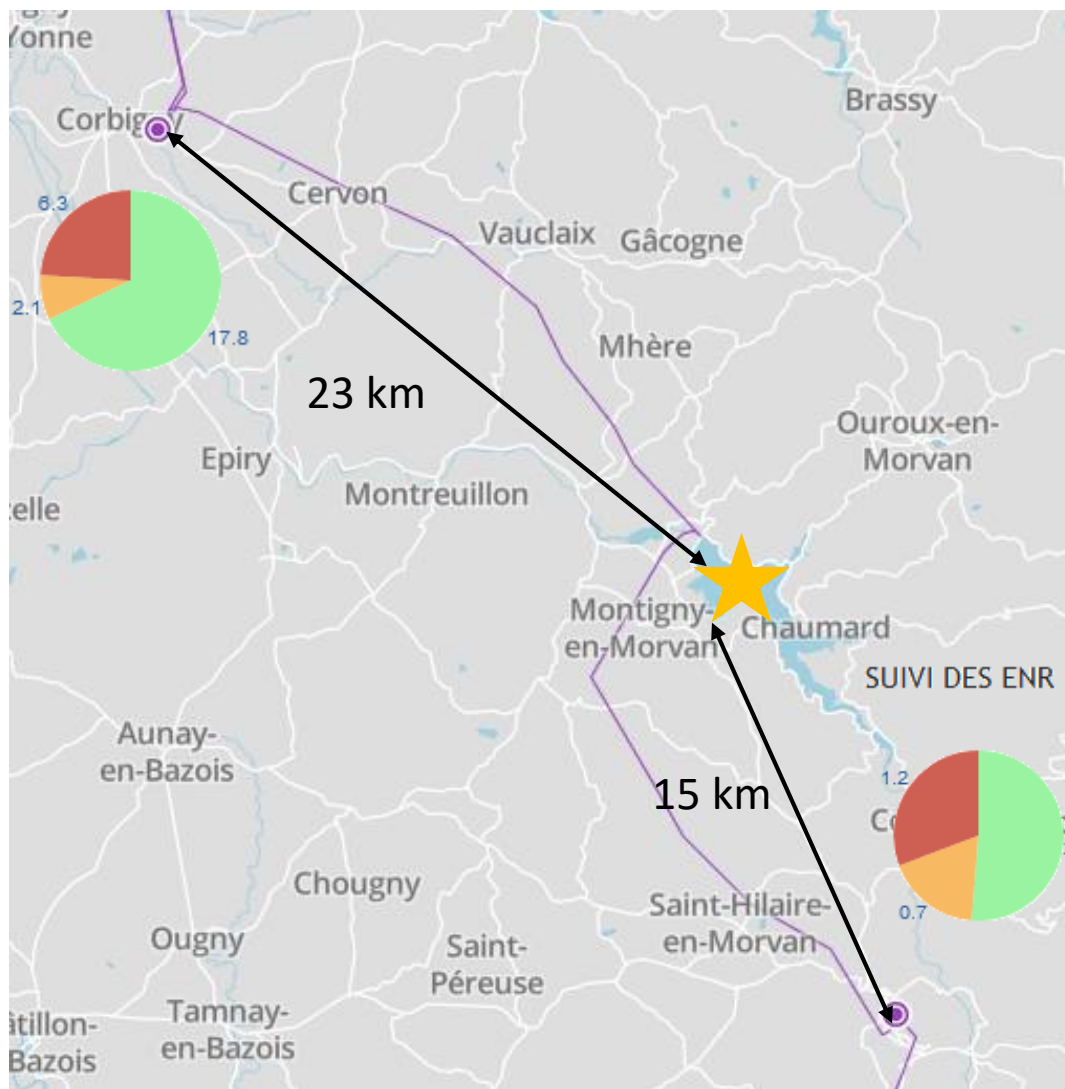 Yonne
Corbigny
Brassy
6.3
Cervon
Vauclaix
Gâcogne
2.1
17.8
Mhère
23 km
Ouroux-en-
Morvan
Epiry
Montreuillon
elle
Montigny-
en-Morvan
Chaumard
SUIVI DES ENR
Aunay-
en-Bazois
1.2
15 km
Chougny
Saint-Hilaire-
en-Morvan
0.7
Ougny
Saint-
Péreuse
Tamnay-
en-Bazois
âtillon-
Bazois